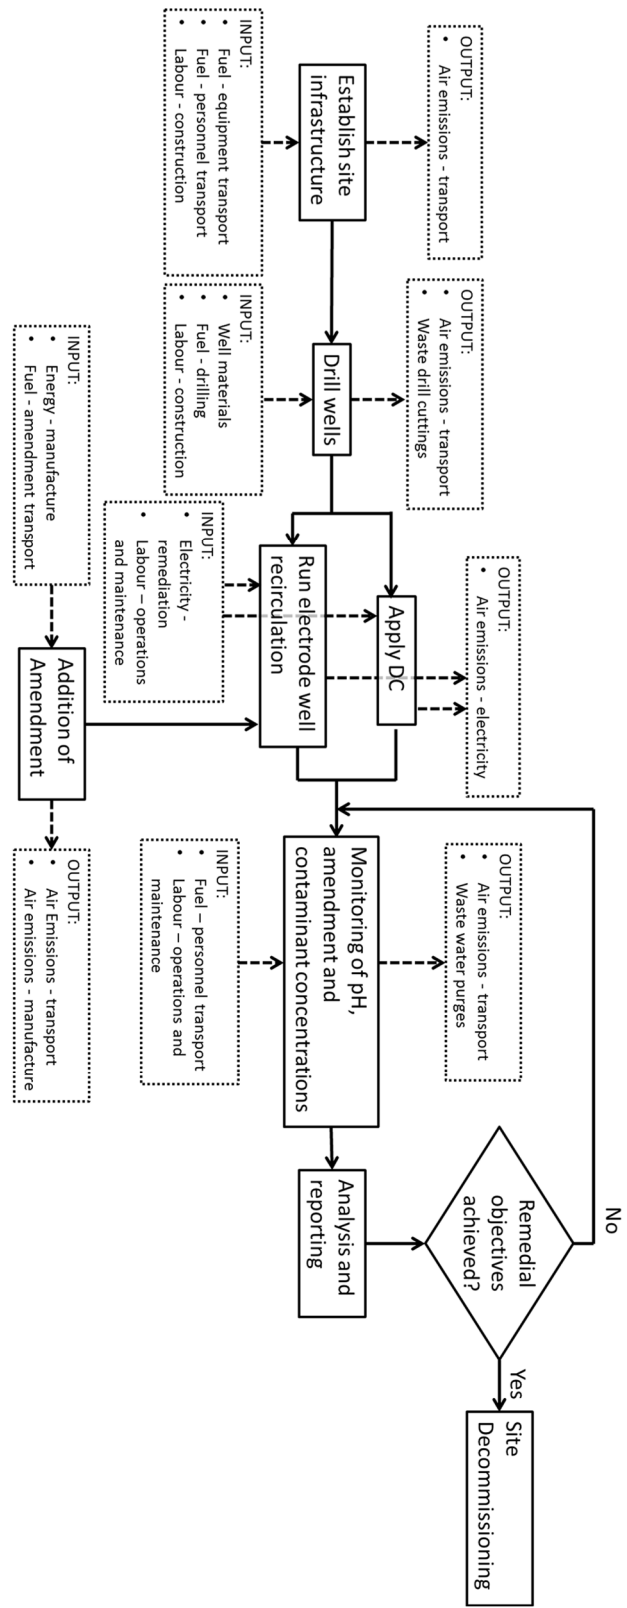 OUTPUT:
• Air emissions - transport
Establish site
infrastructure
INPUT:
• Fuel - equipment transport
• Fuel - personnel transport
• Labour - construction
OUTPUT:
• Air emissions - transport
• Waste drill cuttings
Drill wells
INPUT:
• Well materials
• Fuel - drilling
• Labour - construction
OUTPUT:
• Air emissions - electricity
Apply DC
Run electrode well
recirculation
INPUT:
• Electricity -
remediation
• Labour – operations
and maintenance
INPUT:
• Energy - manufacture
• Fuel - amendment transport
Addition of
Amendment
OUTPUT:
• Air Emissions - transport
• Air emissions - manufacture
OUTPUT:
• Air emissions - transport
• Waste water purges
Monitoring of pH,
amendment and
contaminant concentrations
INPUT:
• Fuel – personnel transport
• Labour – operations and
maintenance
Analysis and
reporting
Remedial
objectives
achieved?
No
Yes
Site
Decommissioning